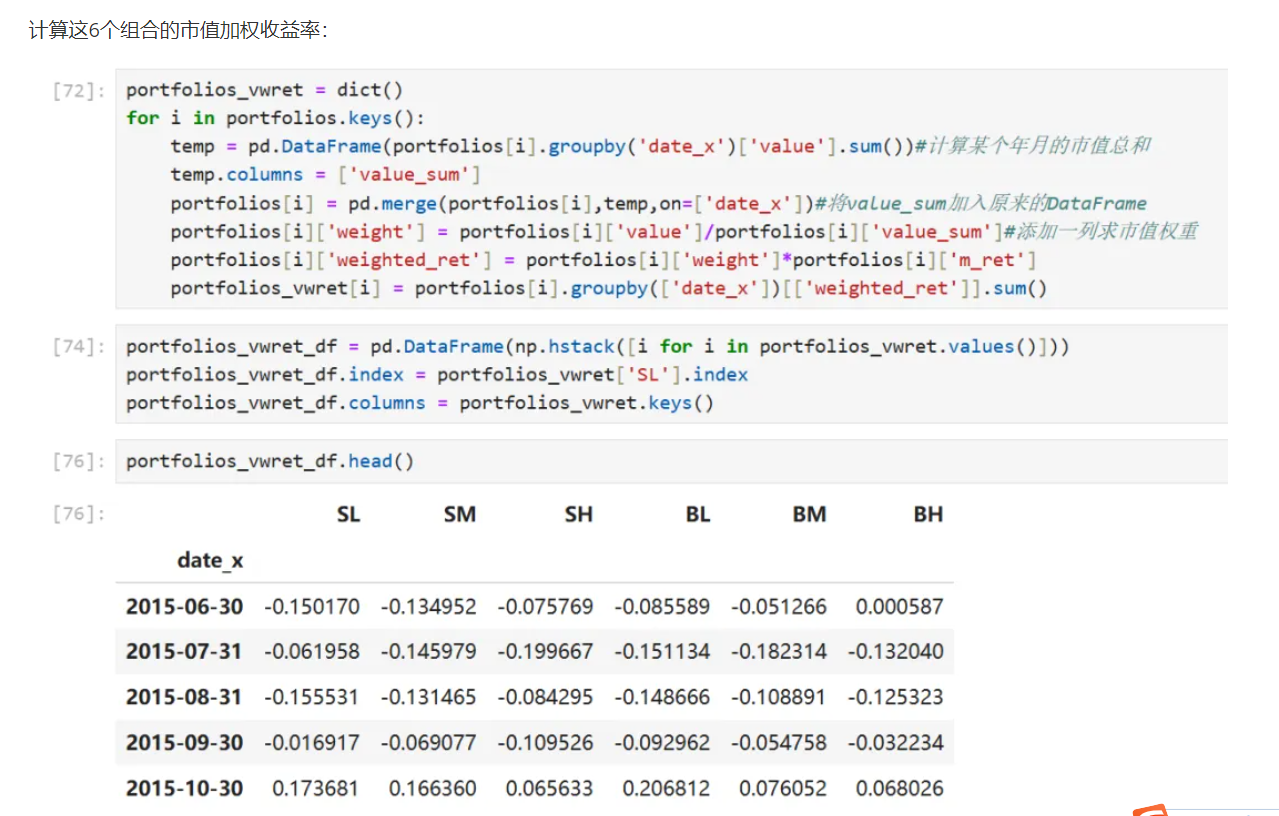 计算这6个组合的市值加权收益率：
[72]: portfolios_vwret = dict()
for i in portfolios.keys():
    temp = pd.DataFrame(portfolios[i].groupby('date_x')['value'].sum())#计算某个年月的市值总和
    temp.columns = ['value_sum']
    portfolios[i] = pd.merge(portfolios[i],temp,on=['date_x'])#将value_sum加入原来的DataFrame
    portfolios[i]['weight'] = portfolios[i]['value']/portfolios[i]['value_sum']#添加一列求市值权重
    portfolios[i]['weighted_ret'] = portfolios[i]['weight']*portfolios[i]['m_ret']
    portfolios_vwret[i] = portfolios[i].groupby(['date_x'])[['weighted_ret']].sum()
[74]: portfolios_vwret_df = pd.DataFrame(np.hstack([i for i in portfolios_vwret.values()]))
portfolios_vwret_df.index = portfolios_vwret['SL'].index
portfolios_vwret_df.columns = portfolios_vwret.keys()
[76]: portfolios_vwret_df.head()
[76]: SL SM SH BL BM BH
date_x
2015-06-30 -0.150170 -0.134952 -0.075769 -0.085589 -0.051266 0.000587
2015-07-31 -0.061958 -0.145979 -0.199667 -0.151134 -0.182314 -0.132040
2015-08-31 -0.155531 -0.131465 -0.084295 -0.148666 -0.108891 -0.125323
2015-09-30 -0.016917 -0.069077 -0.109526 -0.092962 -0.054758 -0.032234
2015-10-30 0.173681 0.166360 0.065633 0.206812 0.076052 0.068026